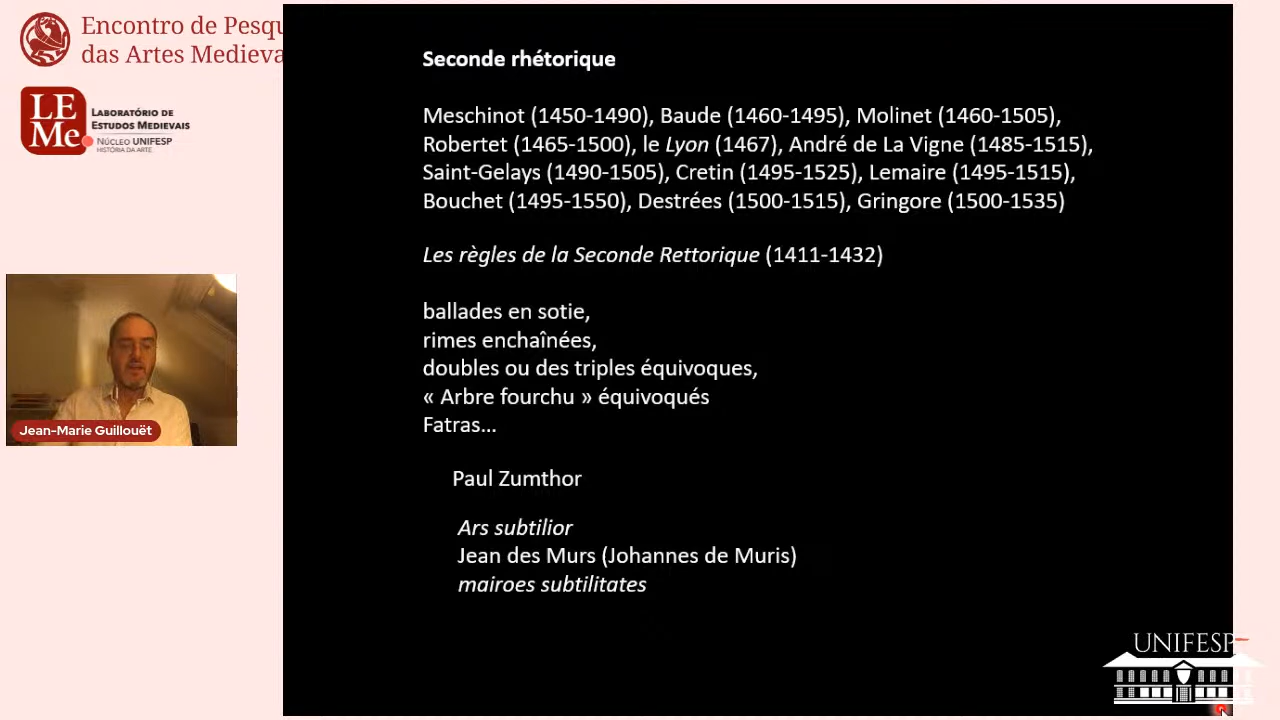 Encontro de Pesqu
das Artes Medieva
LE
Me
LABORATÓRIO DE
ESTUDOS MEDIEVAIS
NÚCLEO UNIFESP
HISTÓRIA DA ARTE
Seconde rhétorique
Meschinot (1450-1490), Baude (1460-1495), Molinet (1460-1505),
Robertet (1465-1500), le Lyon (1467), André de La Vigne (1485-1515),
Saint-Gelays (1490-1505), Cretin (1495-1525), Lemaire (1495-1515),
Bouchet (1495-1550), Destrées (1500-1515), Gringore (1500-1535)
Les règles de la Seconde Rettorique (1411-1432)
ballades en sotie,
rimes enchaînées,
doubles ou des triples équivoques,
« Arbre fourchu » équivoqués
Fatras...
Paul Zumthor
Ars subtilior
Jean des Murs (Johannes de Muris)
mairoes subtilitates
Jean-Marie Guillouët
UNIFESP